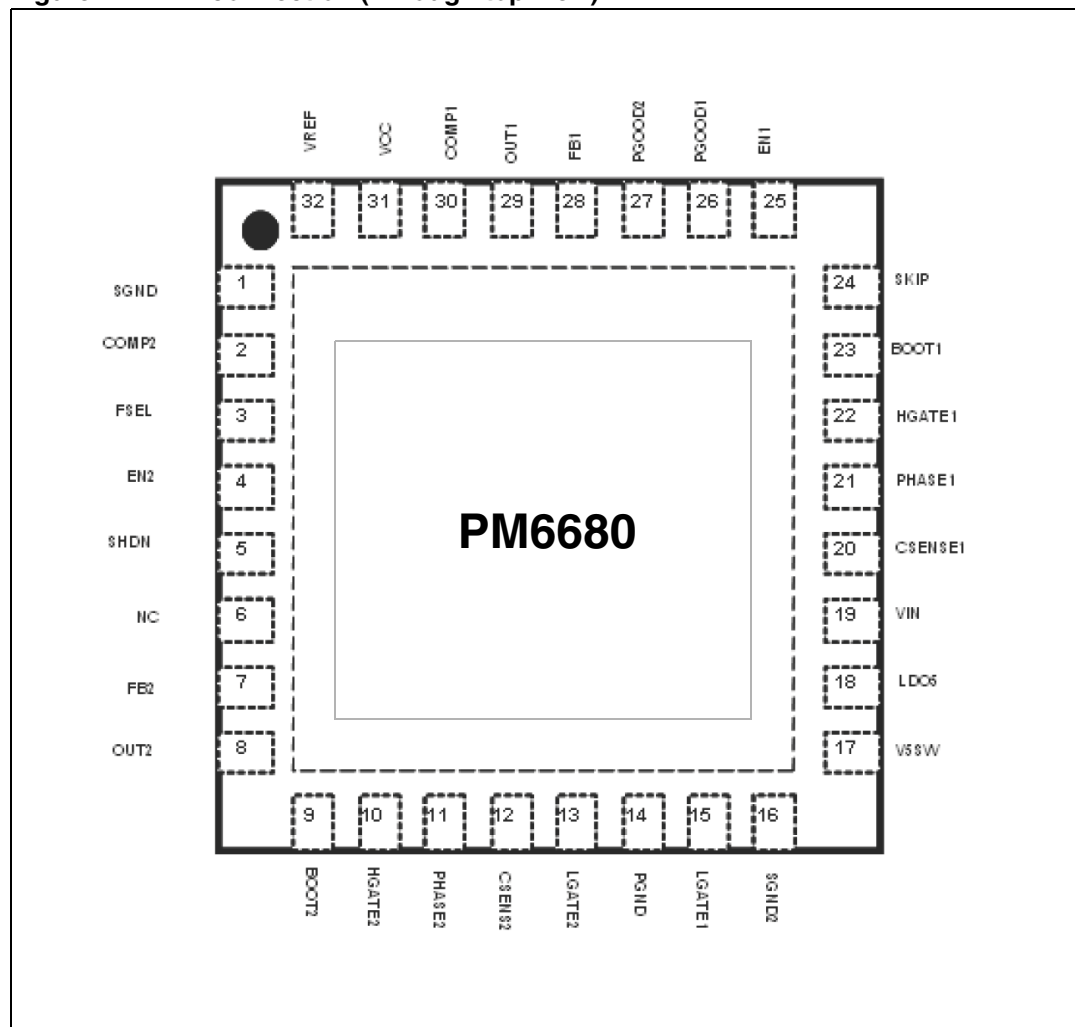 VREF VCC COMP1 OUT1 FB1 PGOOD2 PGOOD1 EN1
32 31 30 29 28 27 26 25
SGND 1 24 SKIP
COMP2 2 23 BOOT1
FSEL 3 22 HGATE1
EN2 4 21 PHASE1
PM6680
SHDN 5 20 CSENSE1
NC 6 19 VIN
FB2 7 18 LDO5
OUT2 8 17 V5SW
9 10 11 12 13 14 15 16
BOOT2 HGATE2 PHASE2 CSENS2 LGATE2 PGND LGATE1 SGND2